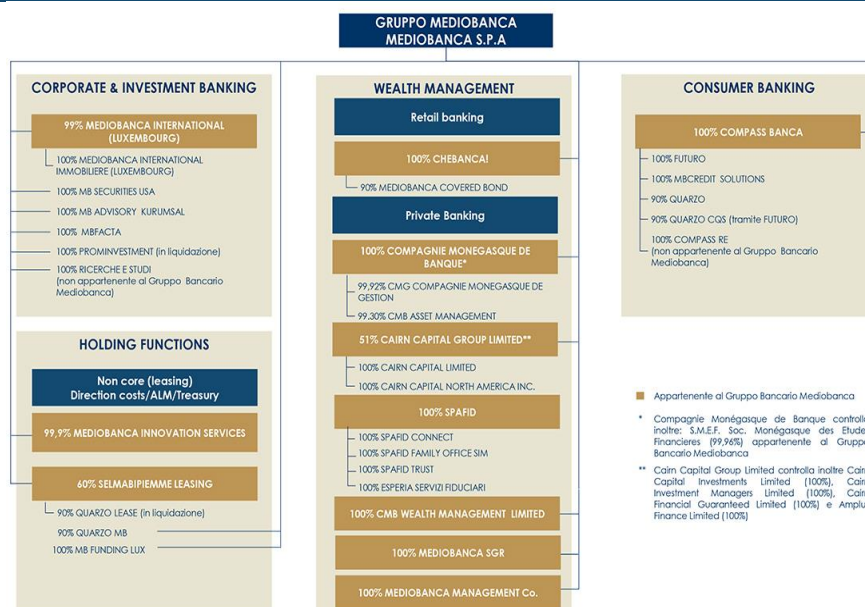 GRUPPO MEDIOBANCA
MEDIOBANCA S.P.A
CORPORATE & INVESTMENT BANKING
99% MEDIOBANCA INTERNATIONAL
(LUXEMBOURG)
100% MEDIOBANCA INTERNATIONAL
IMMOBILIERE (LUXEMBOURG)
100% MB SECURITIES USA
100% MB ADVISORY KURUMSAL
100% MBFACTA
100% PROMINVESTMENT (in liquidazione)
100% RICERCHE E STUDI
(non appartenente al Gruppo Bancario
Mediobanca)
HOLDING FUNCTIONS
Non core (leasing)
Direction costs/ALM/Treasury
99,9% MEDIOBANCA INNOVATION SERVICES
60% SELMABIPIEMME LEASING
90% QUARZO LEASE (in liquidazione)
90% QUARZO MB
100% MB FUNDING LUX
WEALTH MANAGEMENT
Retail banking
100% CHEBANCA!
90% MEDIOBANCA COVERED BOND
Private Banking
100% COMPAGNIE MONEGASQUE DE
BANQUE*
99,92% CMG COMPAGNIE MONEGASQUE DE
GESTION
99.30% CMB ASSET MANAGEMENT
51% CAIRN CAPITAL GROUP LIMITED**
100% CAIRN CAPITAL LIMITED
100% CAIRN CAPITAL NORTH AMERICA INC.
100% SPAFID
100% SPAFID CONNECT
100% SPAFID FAMILY OFFICE SIM
100% SPAFID TRUST
100% ESPERIA SERVIZI FIDUCIARI
100% CMB WEALTH MANAGEMENT LIMITED
100% MEDIOBANCA SGR
100% MEDIOBANCA MANAGEMENT Co.
CONSUMER BANKING
100% COMPASS BANCA
100% FUTURO
100% MBCREDIT SOLUTIONS
90% QUARZO
90% QUARZO CQS (tramite FUTURO)
100% COMPASS RE
(non appartenente al Gruppo Bancario
Mediobanca)
Appartenente al Gruppo Bancario Mediobanca
* Compagnie Monégasque de Banque controlla
inoltre: S.M.E.F. Soc. Monégasque des Etudes
Financieres (99,96%) appartenente al Gruppo
Bancario Mediobanca
** Cairn Capital Group Limited controlla inoltre Cairn
Capital Investments Limited (100%), Cairn
Investment Managers Limited (100%), Cairn
Financial Guaranteed Limited (100%) e Amplus
Finance Limited (100%)